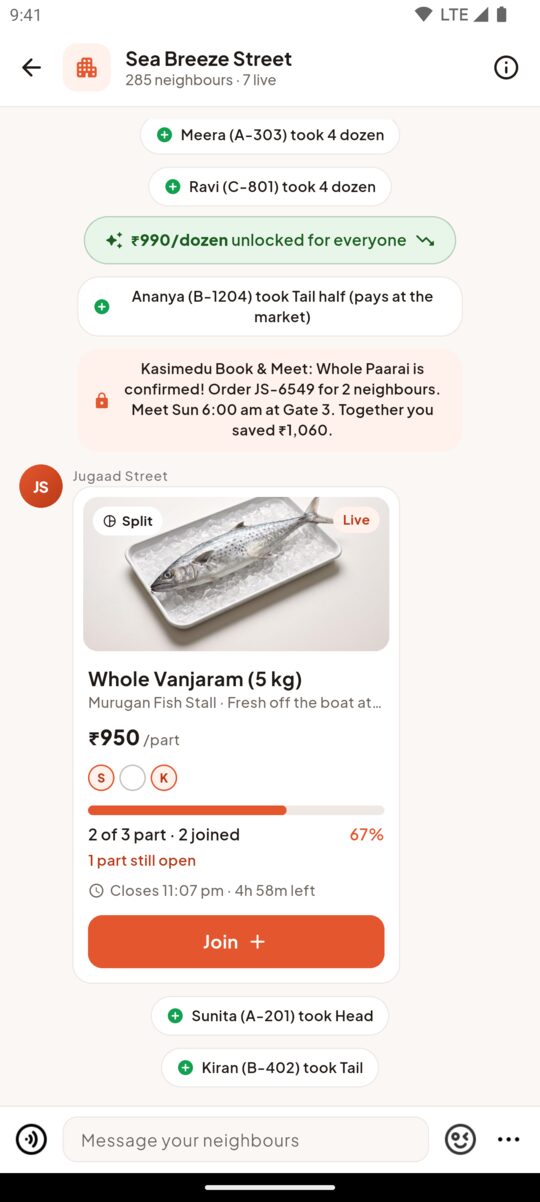 9:41 LTE
Sea Breeze Street
285 neighbours · 7 live
Meera (A-303) took 4 dozen
Ravi (C-801) took 4 dozen
₹990/dozen unlocked for everyone
Ananya (B-1204) took Tail half (pays at the
market)
Kasimedu Book & Meet: Whole Paarai is
confirmed! Order JS-6549 for 2 neighbours.
Meet Sun 6:00 am at Gate 3. Together you
saved ₹1,060.
JS
Jugaad Street
Split
Live
Whole Vanjaram (5 kg)
Murugan Fish Stall · Fresh off the boat at…
₹950 /part
S K
2 of 3 part · 2 joined 67%
1 part still open
Closes 11:07 pm · 4h 58m left
Join +
Sunita (A-201) took Head
Kiran (B-402) took Tail
Message your neighbours